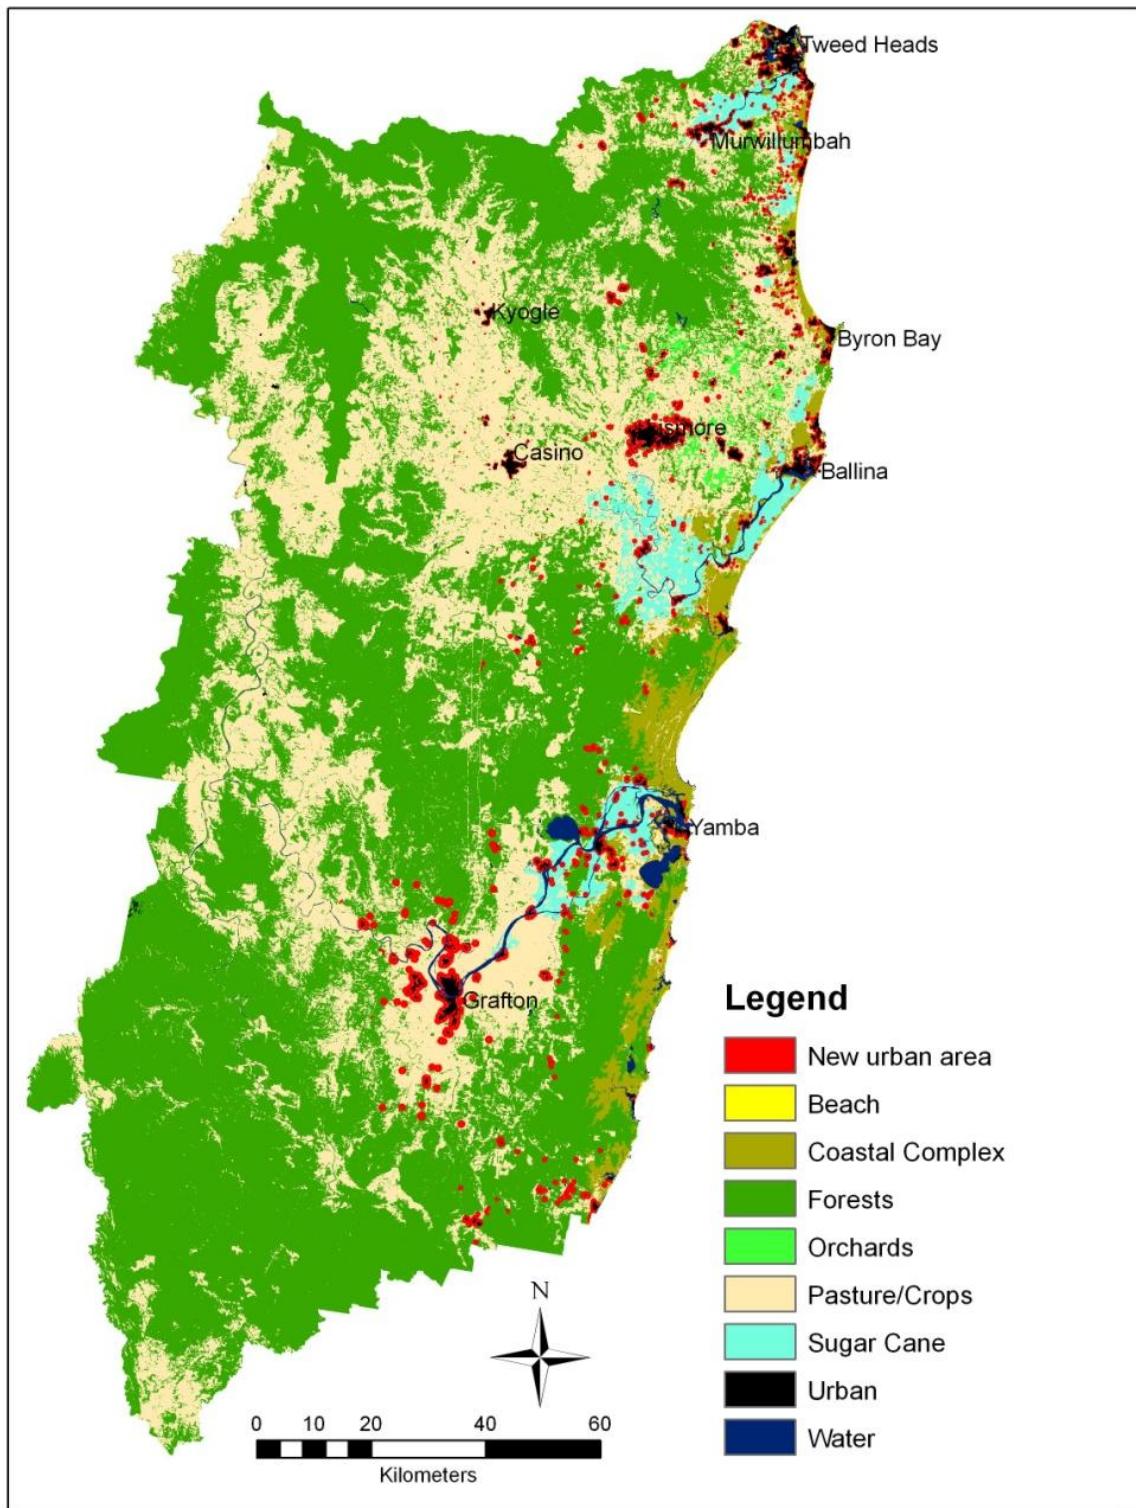 Tweed Heads
Murwillumbah
Kyogle
Byron Bay
Lismore
Casino
Ballina
Yamba
Grafton
Legend
New urban area
Beach
Coastal Complex
Forests
Orchards
Pasture/Crops
Sugar Cane
Urban
Water
N
0 10 20 40 60
Kilometers